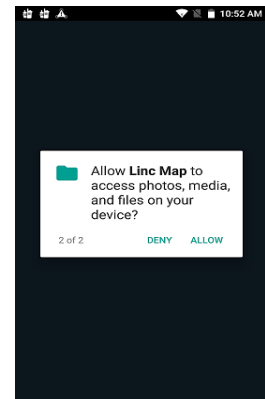 10:52 AM
Allow Linc Map to
access photos, media,
and files on your
device?
2 of 2
DENY ALLOW